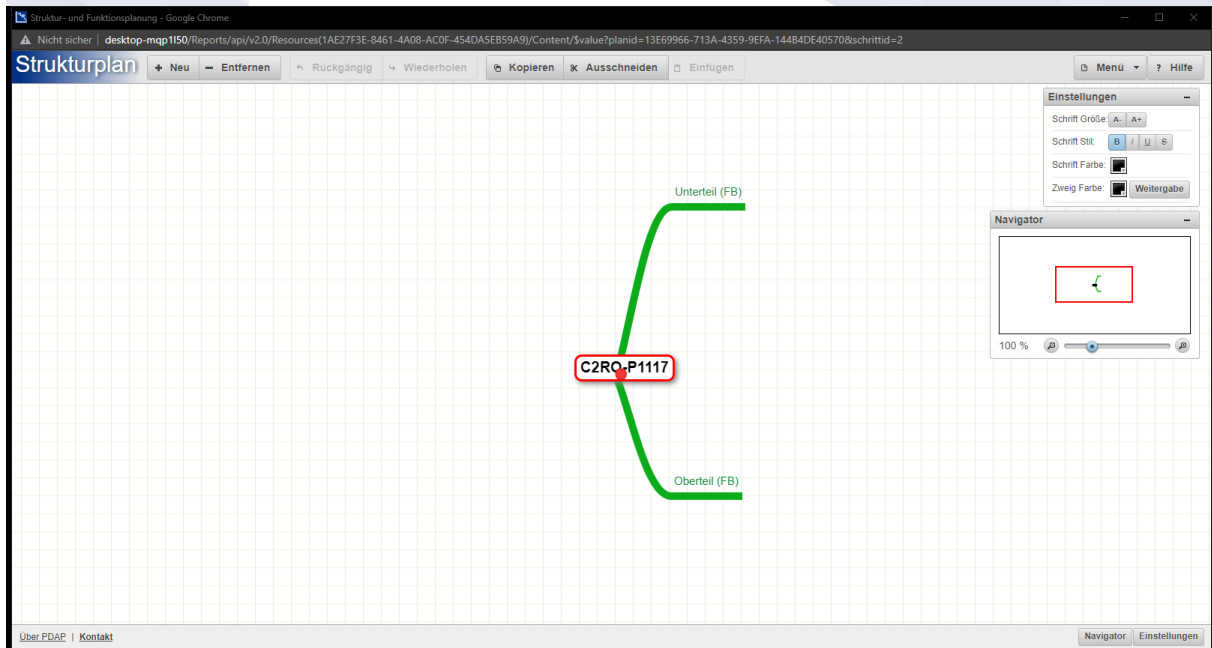 Struktur- und Funktionsplanung - Google Chrome
Nicht sicher | desktop-mqp1l50/Reports/api/v2.0/Resources(1AE27F3E-8461-4A08-AC0F-454DA5EB59A9)/Content/$value?planid=13E69966-713A-4359-9EFA-144B4DE40570&schrittid=2
Strukturplan + Neu − Entfernen Rückgängig Wiederholen Kopieren Ausschneiden Einfügen Menü ? Hilfe
Einstellungen −
Schrift Größe: A- A+
Schrift Stil: B I U S
Schrift Farbe:
Zweig Farbe: Weitergabe
Unterteil (FB)
Navigator −
100 %
C2RO-P1117
Oberteil (FB)
Über PDAP | Kontakt Navigator Einstellungen